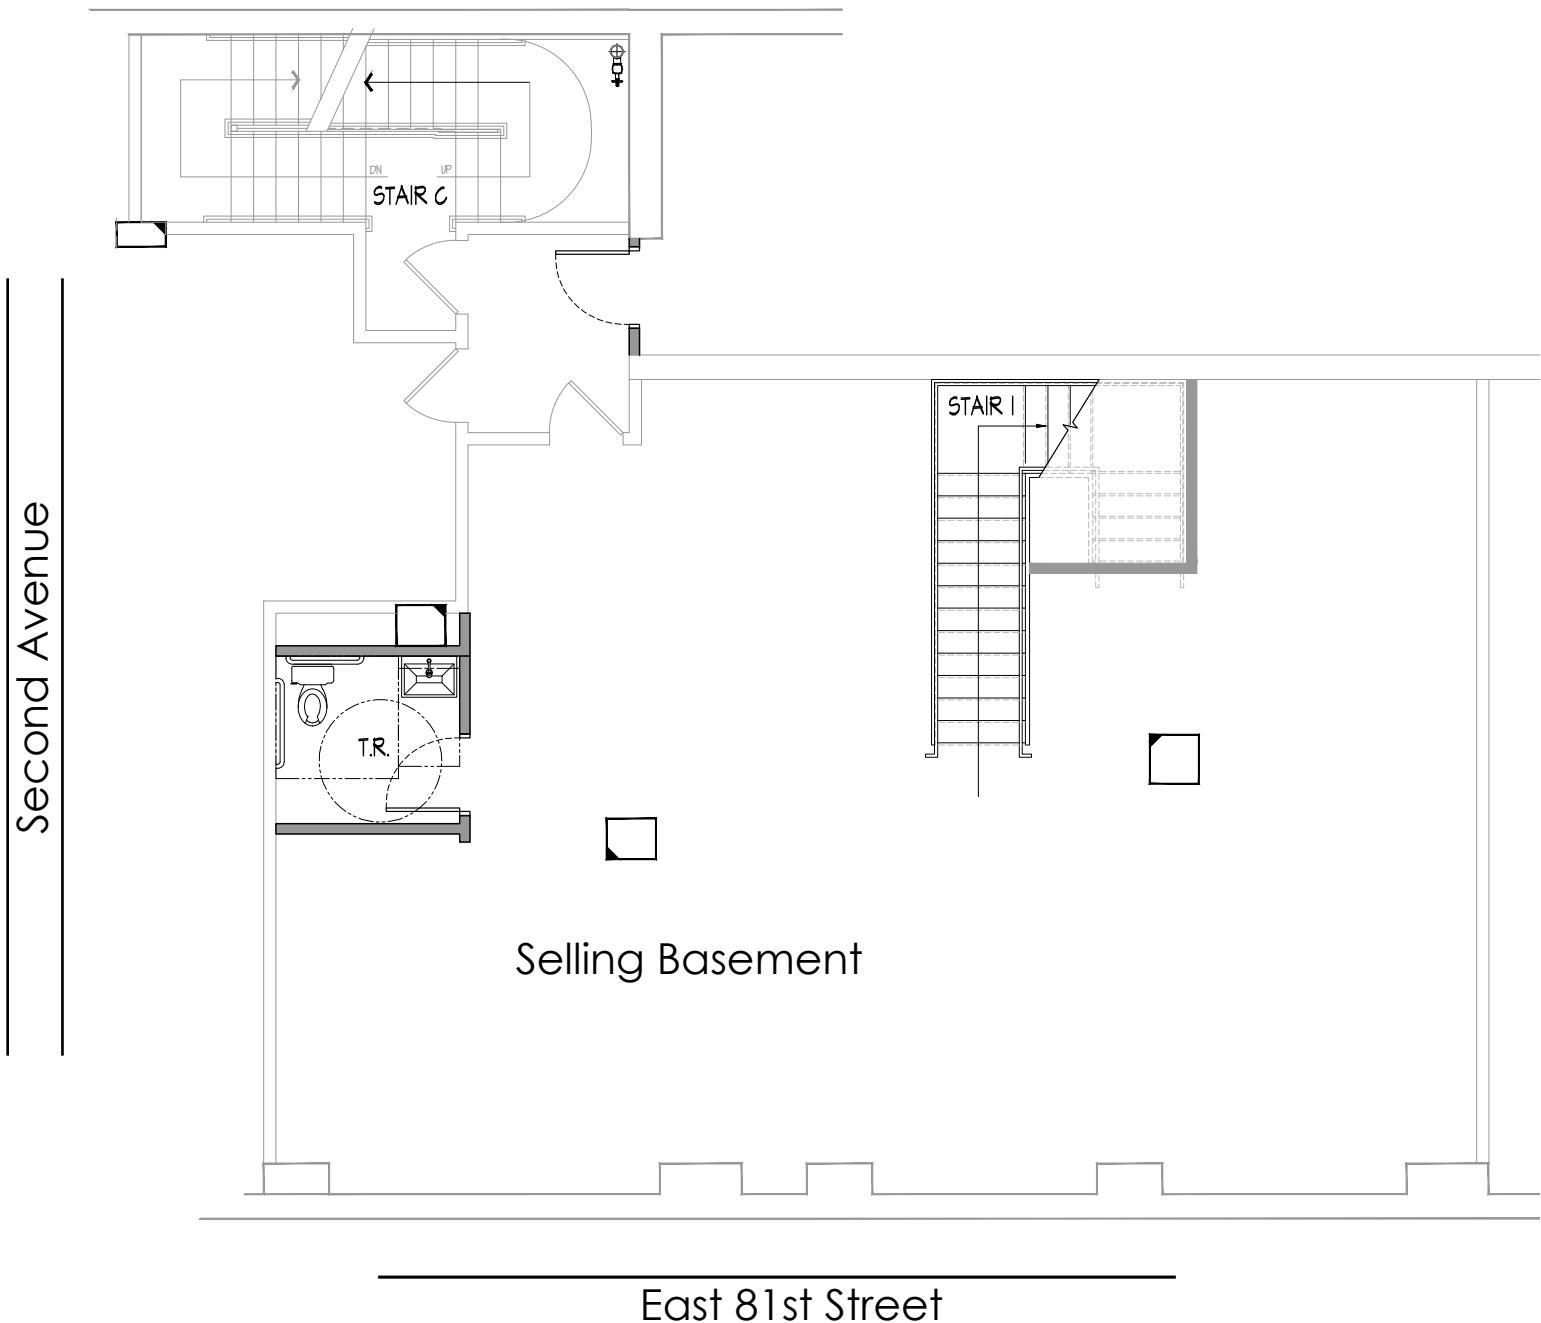 DN
UP
STAIR C
STAIR 1
Second Avenue
T.R.
Selling Basement
East 81st Street